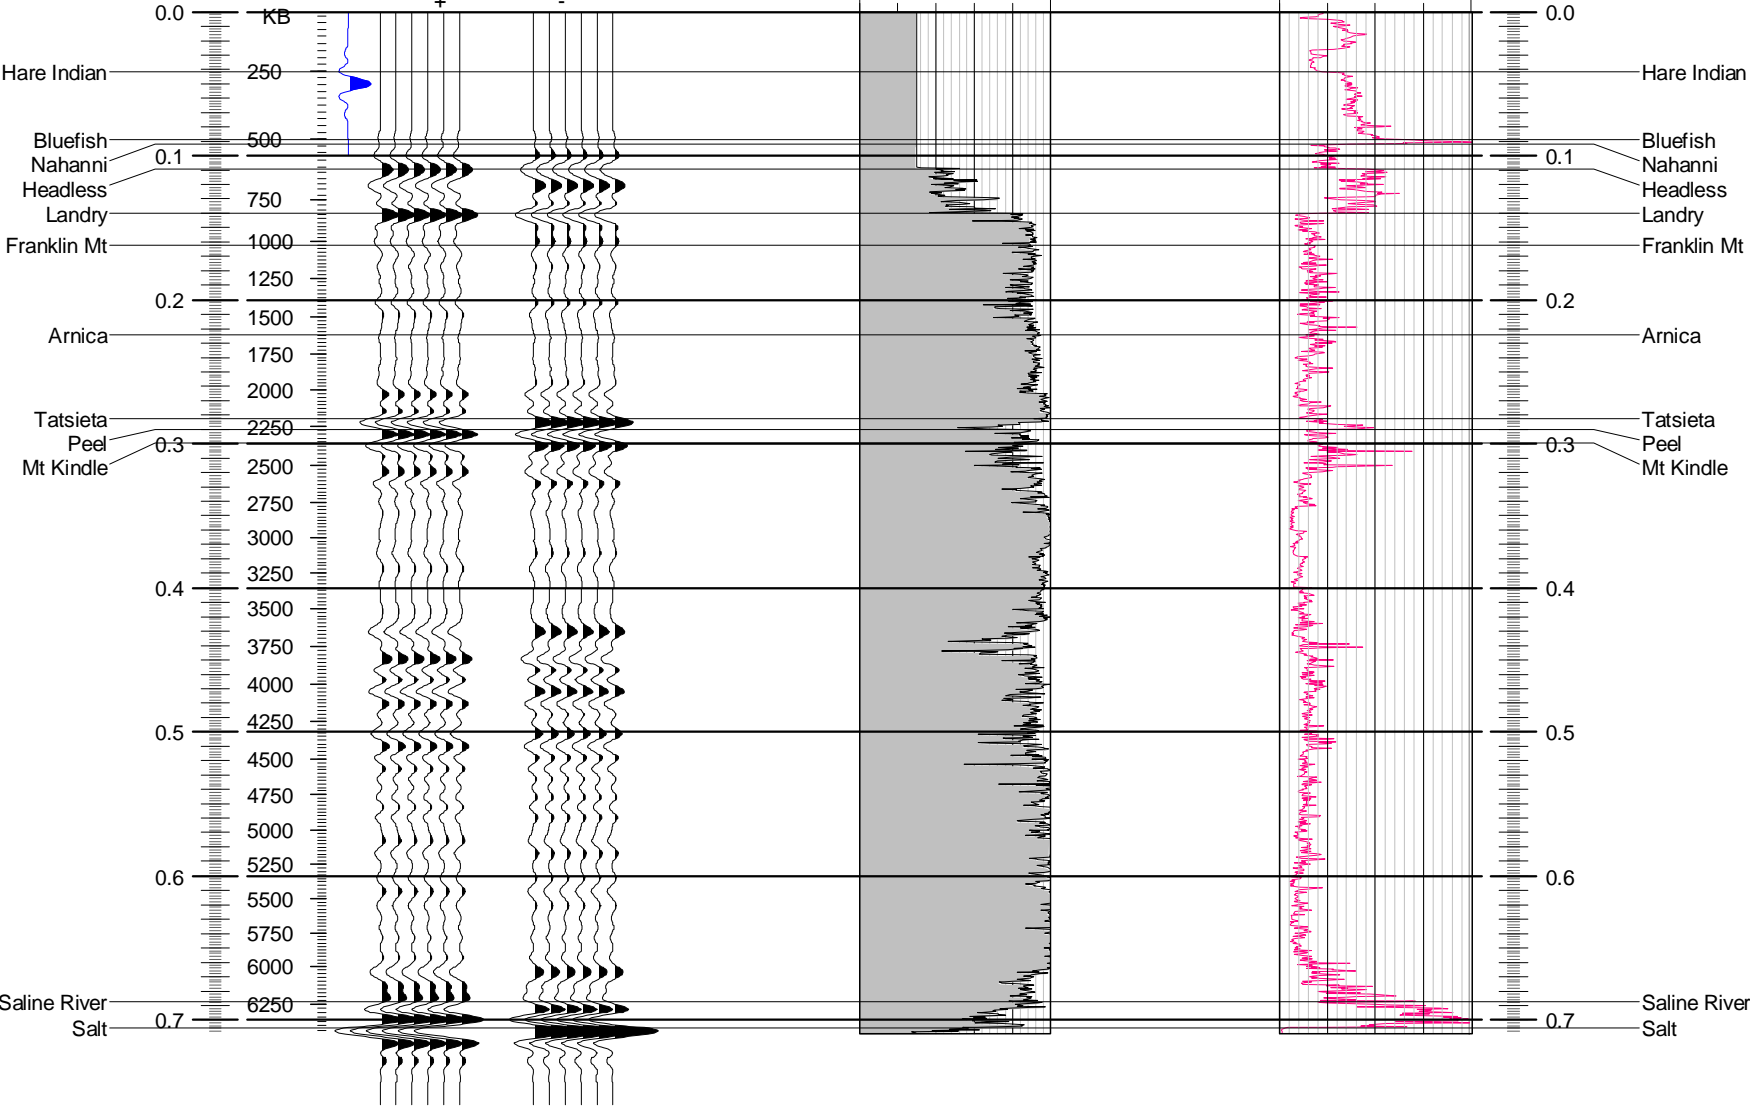 + -
0.0 KB 0.0
Hare Indian 250 Hare Indian
Bluefish 500 Bluefish
0.1 0.1
Nahanni Nahanni
Headless 750 Headless
Landry Landry
Franklin Mt 1000 Franklin Mt
1250
0.2 0.2
1500
Arnica Arnica
1750
2000
Tatsieta 2250 Tatsieta
Peel 0.3 0.3 Peel
Mt Kindle 2500 Mt Kindle
2750
3000
3250
0.4 0.4
3500
3750
4000
4250
0.5 0.5
4500
4750
5000
5250
0.6 0.6
5500
5750
6000
Saline River 6250 Saline River
0.7 0.7
Salt Salt